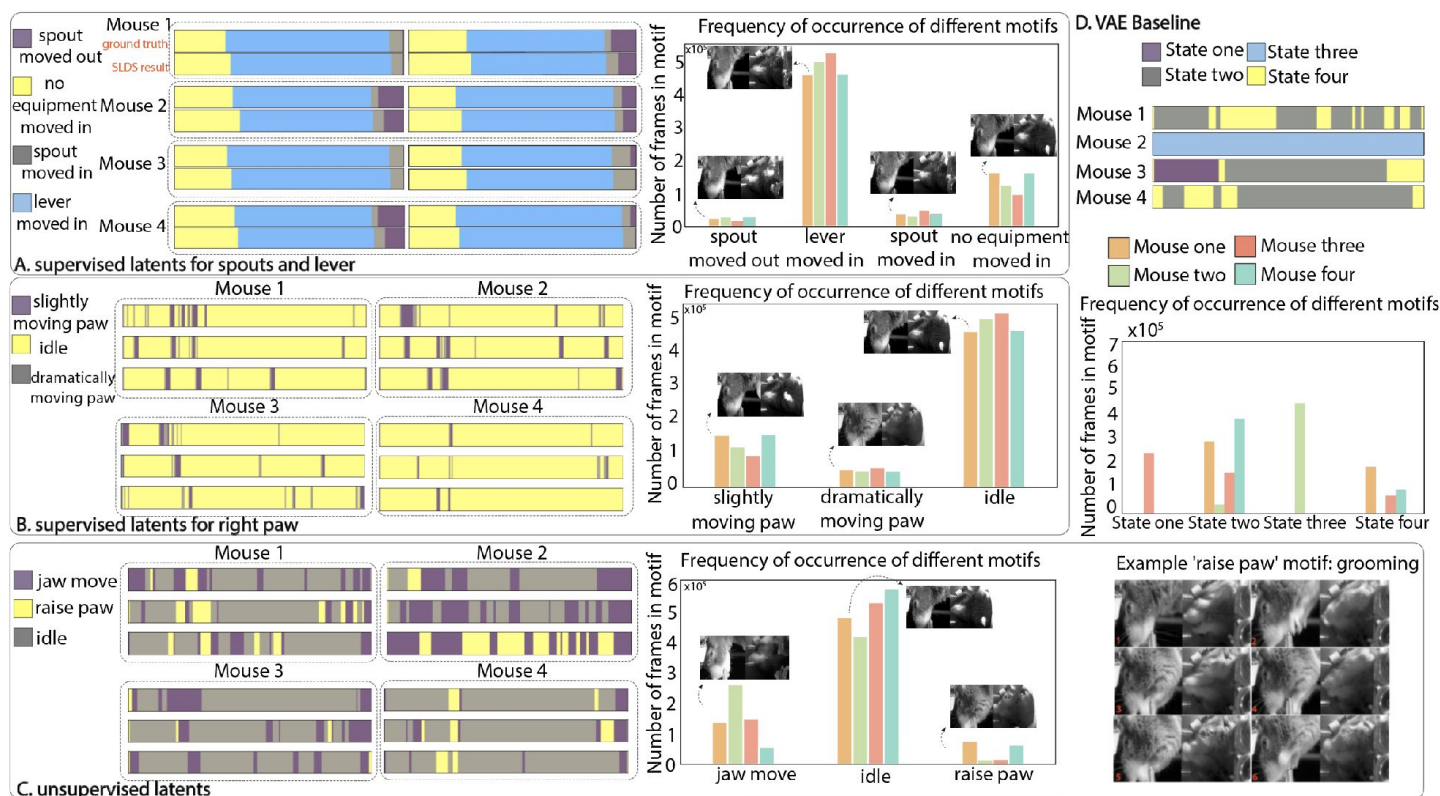 Mouse 1
spout
moved out
ground truth
SLDS result
no
equipment
moved in
Mouse 2
spout
moved in
Mouse 3
lever
moved in
Mouse 4
A. supervised latents for spouts and lever
Frequency of occurrence of different motifs
x10⁵
Number of frames in motif
5
4
3
2
1
0
spout
moved out
lever
moved in
spout
moved in
no equipment
moved in
slightly
moving paw
idle
dramatically
moving paw
Mouse 1
Mouse 2
Mouse 3
Mouse 4
B. supervised latents for right paw
Frequency of occurrence of different motifs
x10⁵
Number of frames in motif
5
4
3
2
1
0
slightly
moving paw
dramatically
moving paw
idle
jaw move
raise paw
idle
Mouse 1
Mouse 2
Mouse 3
Mouse 4
C. unsupervised latents
Frequency of occurrence of different motifs
x10⁵
Number of frames in motif
6
5
4
3
2
1
0
jaw move
idle
raise paw
D. VAE Baseline
State one
State three
State two
State four
Mouse 1
Mouse 2
Mouse 3
Mouse 4
Mouse one
Mouse three
Mouse two
Mouse four
Frequency of occurrence of different motifs
x10⁵
Number of frames in motif
7
6
5
4
3
2
1
0
State one
State two
State three
State four
Example 'raise paw' motif: grooming
1
2
3
4
5
6